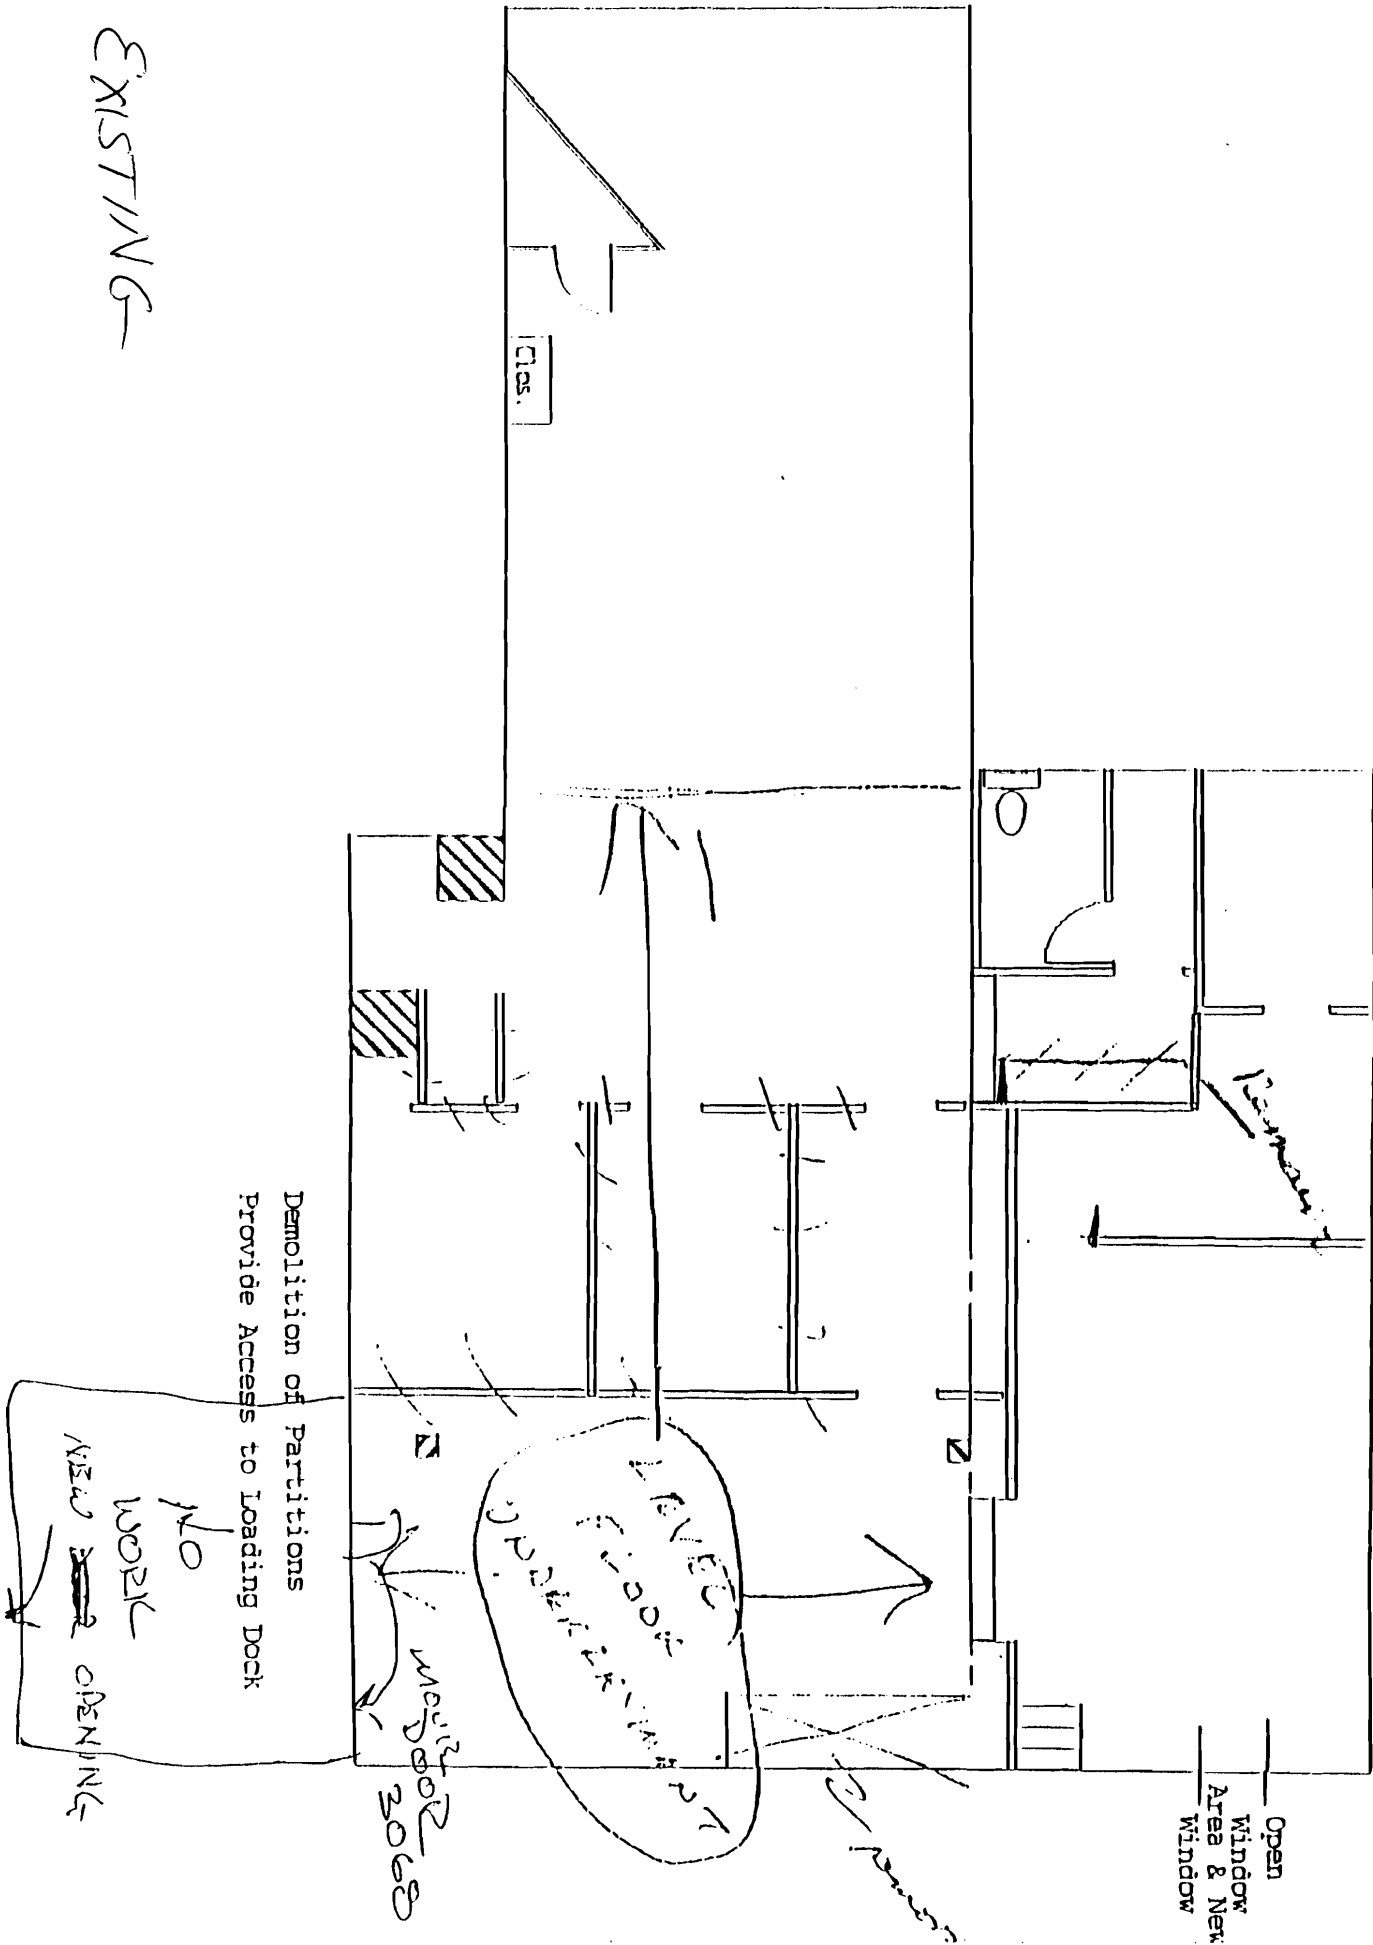 EXISTING
Clos.
Open
Window
Area & New
Window
LEVEL
FLOOR
MOVE
DOOR
3068
Demolition of Partitions
Provide Access to Loading Dock
NO
WORK
NEW OPENING